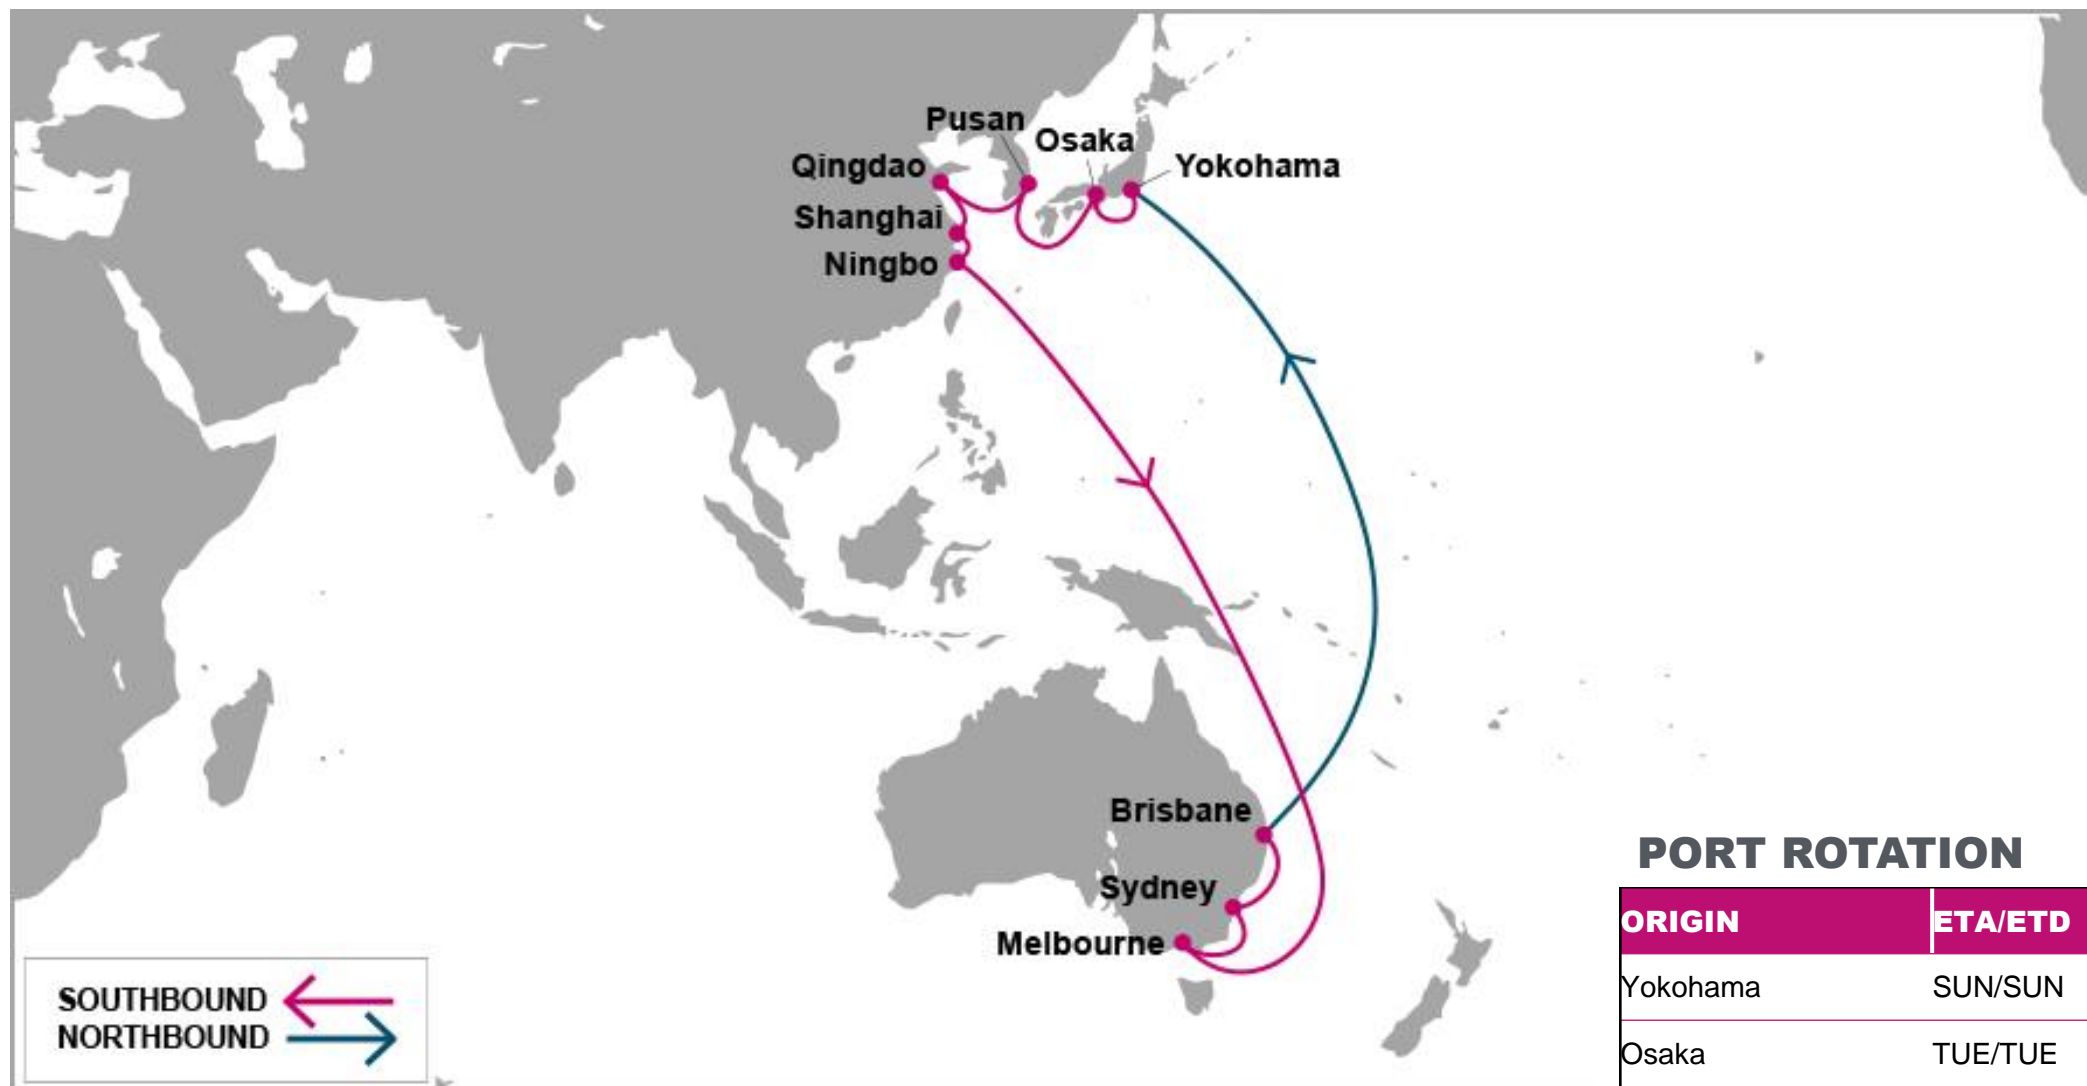 Pusan
Osaka
Qingdao
Yokohama
Shanghai
Ningbo
Brisbane
Sydney
Melbourne
SOUTHBOUND
NORTHBOUND
PORT ROTATION
ORIGIN ETA/ETD
Yokohama SUN/SUN
Osaka TUE/TUE